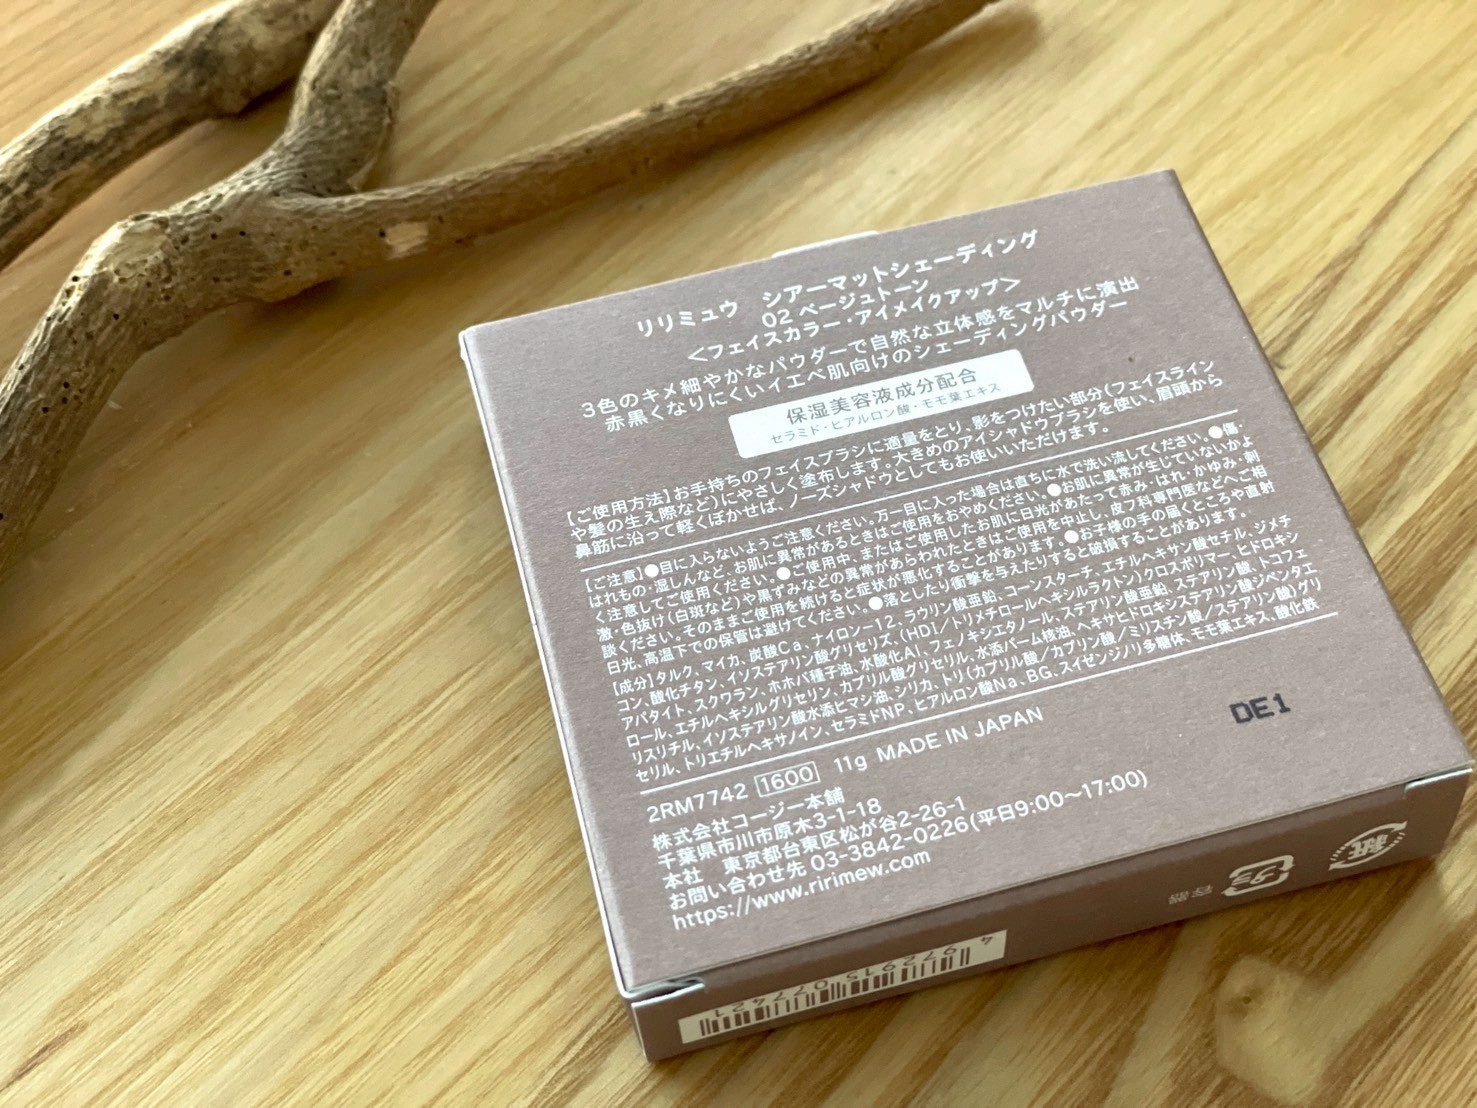 リリミュウ　シアーマットシェーディング
02 ベージュトーン
＜フェイスカラー・アイメイクアップ＞
3色のキメ細やかなパウダーで自然な立体感をマルチに演出
赤黒くなりにくいイエベ肌向けのシェーディングパウダー
保湿美容液成分配合
セラミド・ヒアルロン酸・モモ葉エキス
【ご使用方法】お手持ちのフェイスブラシに適量をとり、影をつけたい部分(フェイスライン
や髪の生え際など)にやさしく塗布します。大きめのアイシャドウブラシを使い、眉頭から
鼻筋に沿って軽くぼかせば、ノーズシャドウとしてもお使いいただけます。
【ご注意】●目に入らないようご注意ください。万一目に入った場合は直ちに水で洗い流してください。●傷・
はれもの・湿しんなど、お肌に異常があるときはご使用をおやめください。●お肌に異常が生じていないかよ
く注意してご使用ください。●ご使用中、またはご使用したお肌に日光があたって赤み・はれ・かゆみ・刺
激・色抜け(白斑など)や黒ずみなどの異常があらわれたときはご使用を中止し、皮フ科専門医などへご相
談ください。そのままご使用を続けると症状が悪化することがあります。●お子様の手の届くところや直射
日光、高温下での保管は避けてください。●落としたり衝撃を与えたりすると破損することがあります。
【成分】タルク、マイカ、炭酸Ca、ナイロン-12、ラウリン酸亜鉛、コーンスターチ、エチルヘキサン酸セチル、ジメチ
コン、酸化チタン、イソステアリン酸ポリグリセリズ、(HDI/トリメチロールヘキシルラクトン)クロスポリマー、ヒドロキシ
アパタイト、スクワラン、ホホバ種子油、水酸化Al、フェノキシエタノール、ステアリン酸亜鉛、ステアリン酸、トコフェ
ロール、エチルヘキシルグリセリン、カプリル酸グリセリル、水添パーム核油、ヘキサヒドロキシステアリン酸ジペンタエ
リスリチル、イソステアリン酸水添ヒマシ油、シリカ、トリ(カプリル酸/カプリン酸/ミリスチン酸/ステアリン酸)グリ
セリル、トリエチルヘキサノイン、セラミドNP、ヒアルロン酸Na、BG、スイゼンジノリ多糖体、モモ葉エキス、酸化鉄
2RM7742 1600 11g MADE IN JAPAN
DE1
株式会社コージー本舗
千葉県市川市原木3-1-18
本社　東京都台東区松が谷2-26-1
お問い合わせ先 03-3842-0226(平日9:00～17:00)
https://www.ririmew.com
4 972915 077421
容器
プラ
紙